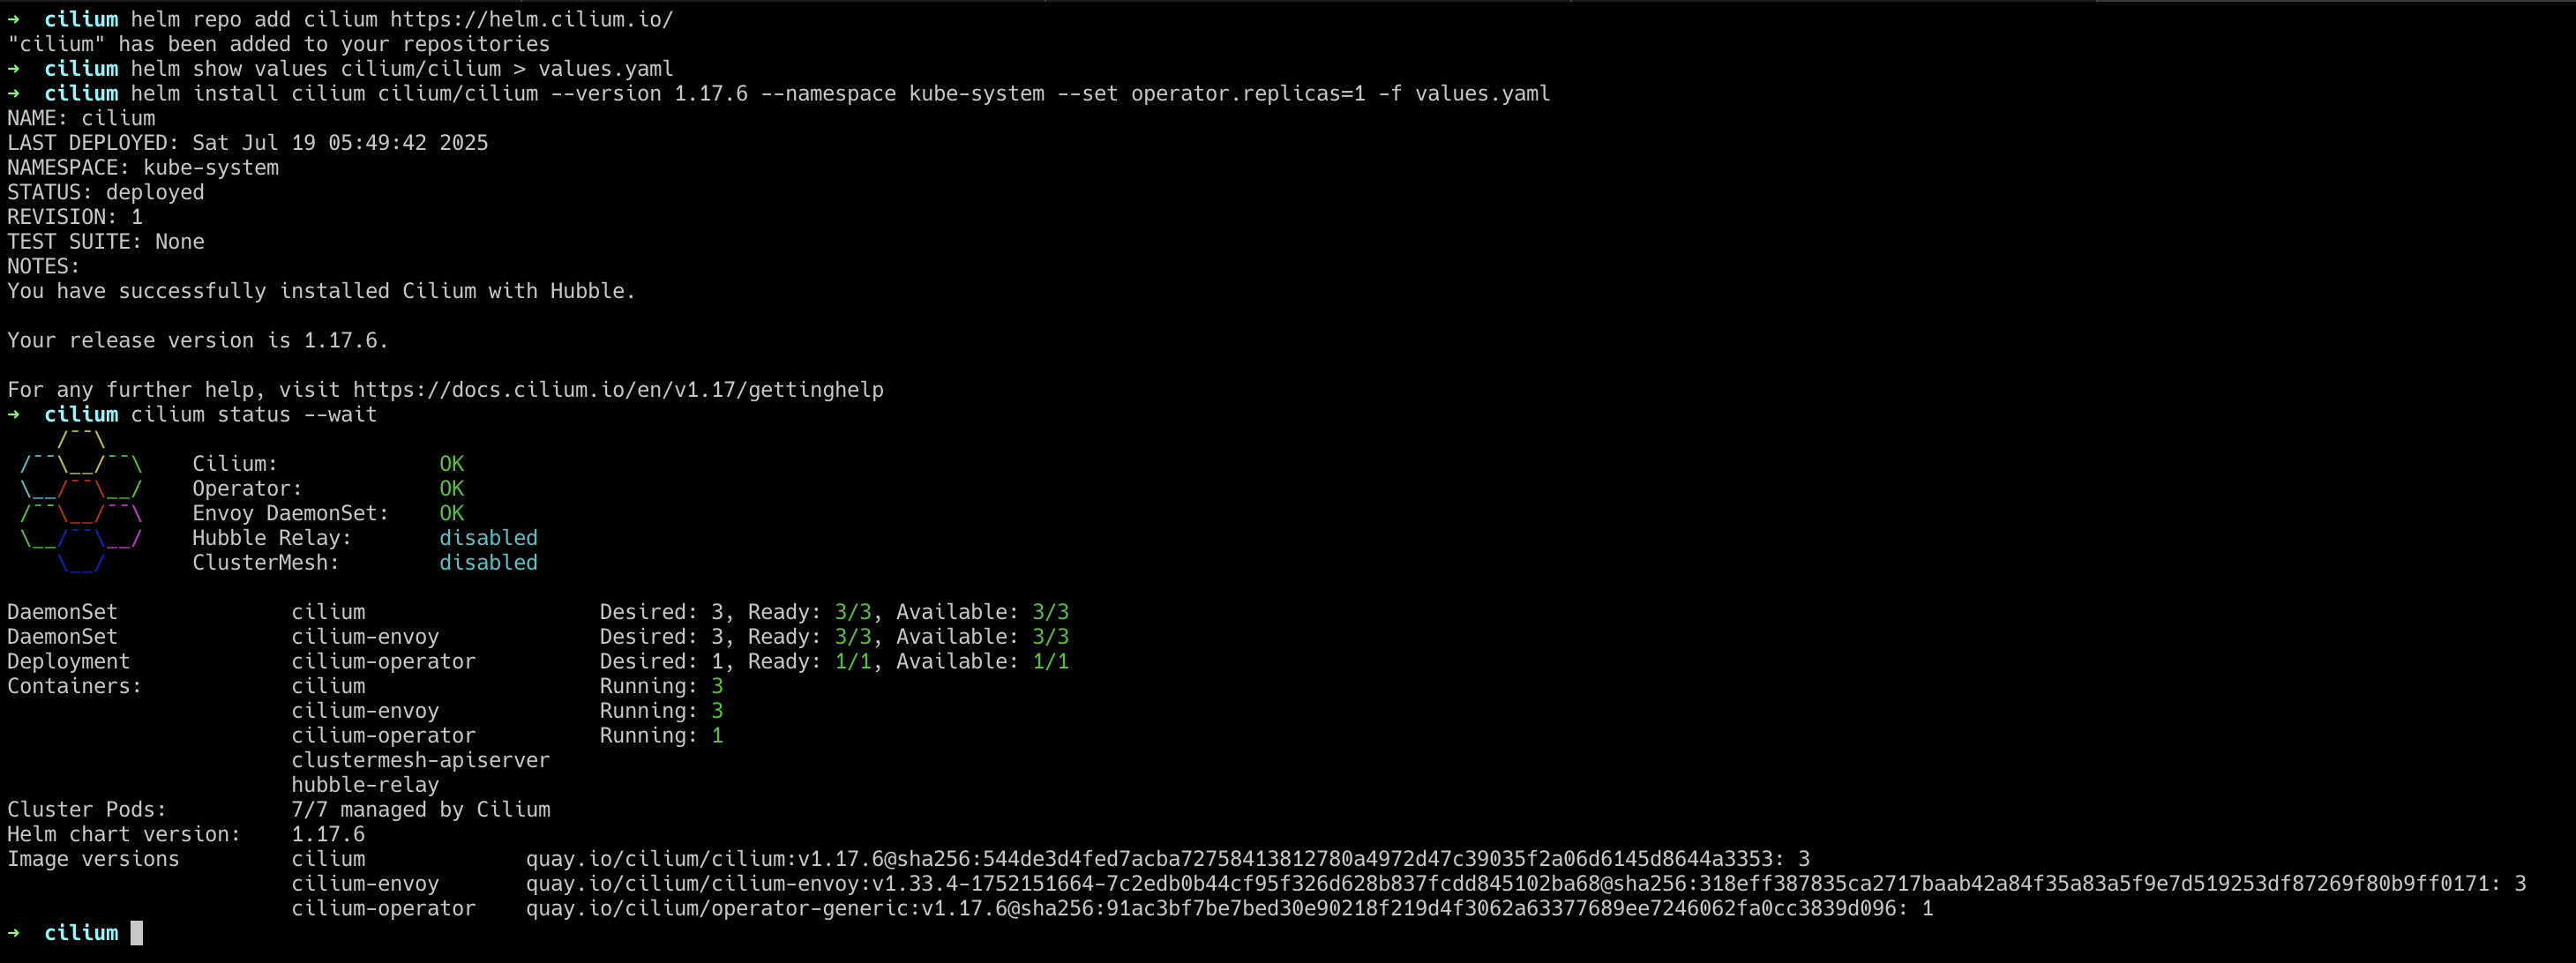 →  cilium helm repo add cilium https://helm.cilium.io/
"cilium" has been added to your repositories
→  cilium helm show values cilium/cilium > values.yaml
→  cilium helm install cilium cilium/cilium --version 1.17.6 --namespace kube-system --set operator.replicas=1 -f values.yaml
NAME: cilium
LAST DEPLOYED: Sat Jul 19 05:49:42 2025
NAMESPACE: kube-system
STATUS: deployed
REVISION: 1
TEST SUITE: None
NOTES:
You have successfully installed Cilium with Hubble.

Your release version is 1.17.6.

For any further help, visit https://docs.cilium.io/en/v1.17/gettinghelp
→  cilium cilium status --wait
    /¯¯\
 /¯¯\__/¯¯\    Cilium:             OK
 \__/¯¯\__/    Operator:           OK
 /¯¯\__/¯¯\    Envoy DaemonSet:    OK
 \__/¯¯\__/    Hubble Relay:       disabled
    \__/       ClusterMesh:        disabled

DaemonSet              cilium                   Desired: 3, Ready: 3/3, Available: 3/3
DaemonSet              cilium-envoy             Desired: 3, Ready: 3/3, Available: 3/3
Deployment             cilium-operator          Desired: 1, Ready: 1/1, Available: 1/1
Containers:            cilium                   Running: 3
                       cilium-envoy             Running: 3
                       cilium-operator          Running: 1
                       clustermesh-apiserver
                       hubble-relay
Cluster Pods:          7/7 managed by Cilium
Helm chart version:    1.17.6
Image versions         cilium             quay.io/cilium/cilium:v1.17.6@sha256:544de3d4fed7acba72758413812780a4972d47c39035f2a06d6145d8644a3353: 3
                       cilium-envoy       quay.io/cilium/cilium-envoy:v1.33.4-1752151664-7c2edb0b44cf95f326d628b837fcdd845102ba68@sha256:318eff387835ca2717baab42a84f35a83a5f9e7d519253df87269f80b9ff0171: 3
                       cilium-operator    quay.io/cilium/operator-generic:v1.17.6@sha256:91ac3bf7be7bed30e90218f219d4f3062a63377689ee7246062fa0cc3839d096: 1
→  cilium